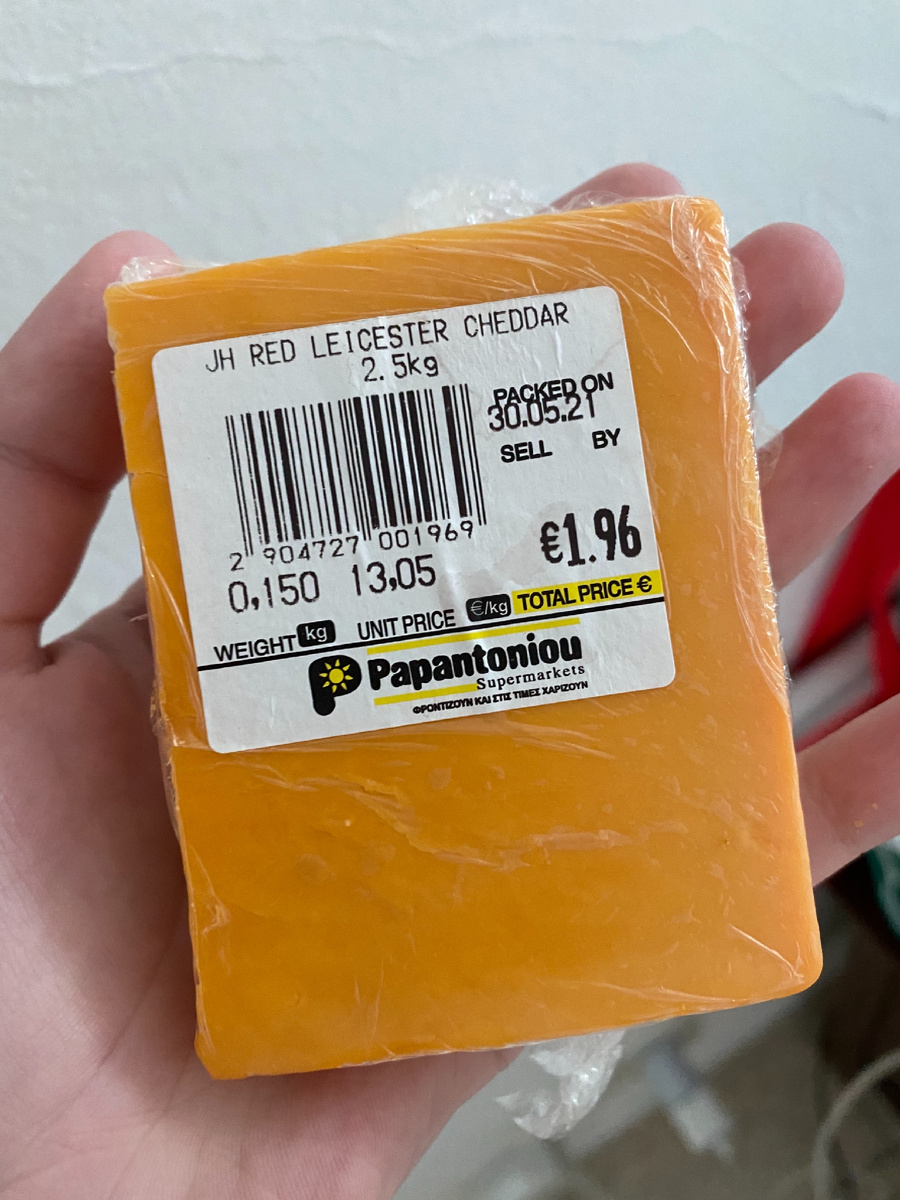 JH RED LEICESTER CHEDDAR
2.5kg
PACKED ON
30.05.21
SELL BY
2 904727 001969
€1.96
0,150 13,05
WEIGHT kg UNIT PRICE €/kg TOTAL PRICE €
Papantoniou
Supermarkets
ΦΡΟΝΤΙΖΟΥΝ ΚΑΙ ΣΤΙΣ ΤΙΜΕΣ ΧΑΡΙΖΟΥΝ